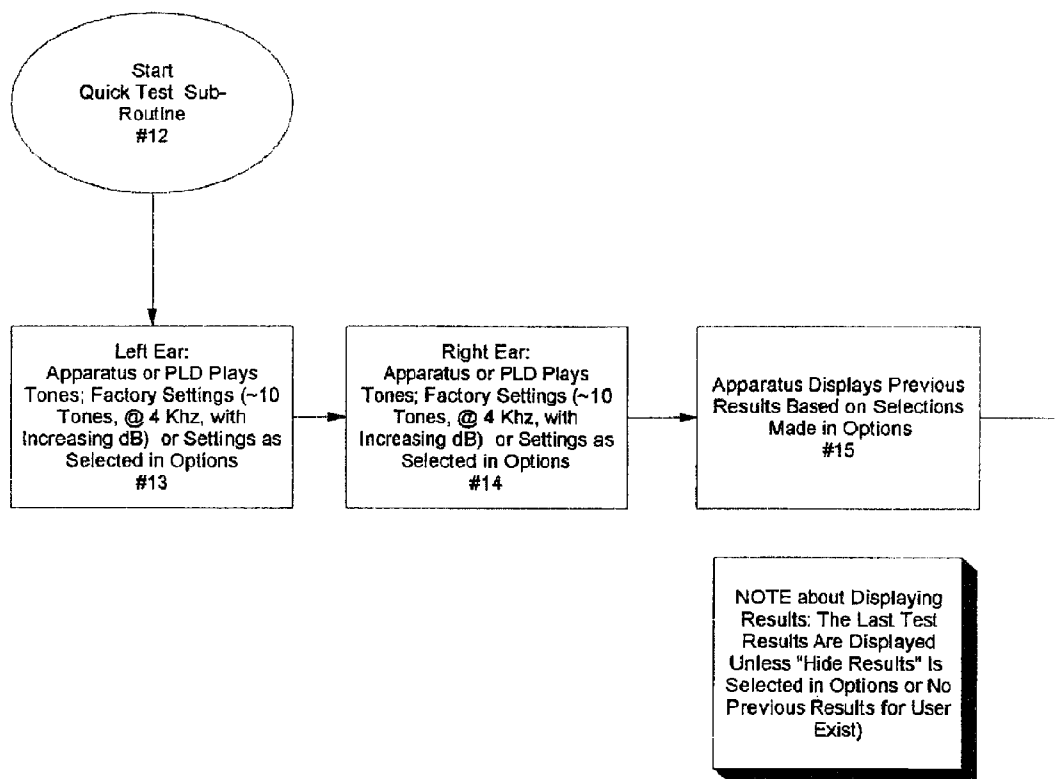 Start
Quick Test Sub-
Routine
#12
Left Ear:
Apparatus or PLD Plays
Tones; Factory Settings (~10
Tones, @ 4 Khz, with
Increasing dB) or Settings as
Selected in Options
#13
Right Ear:
Apparatus or PLD Plays
Tones; Factory Settings (~10
Tones, @ 4 Khz, with
Increasing dB) or Settings as
Selected in Options
#14
Apparatus Displays Previous
Results Based on Selections
Made in Options
#15
NOTE about Displaying
Results: The Last Test
Results Are Displayed
Unless "Hide Results" Is
Selected in Options or No
Previous Results for User
Exist)